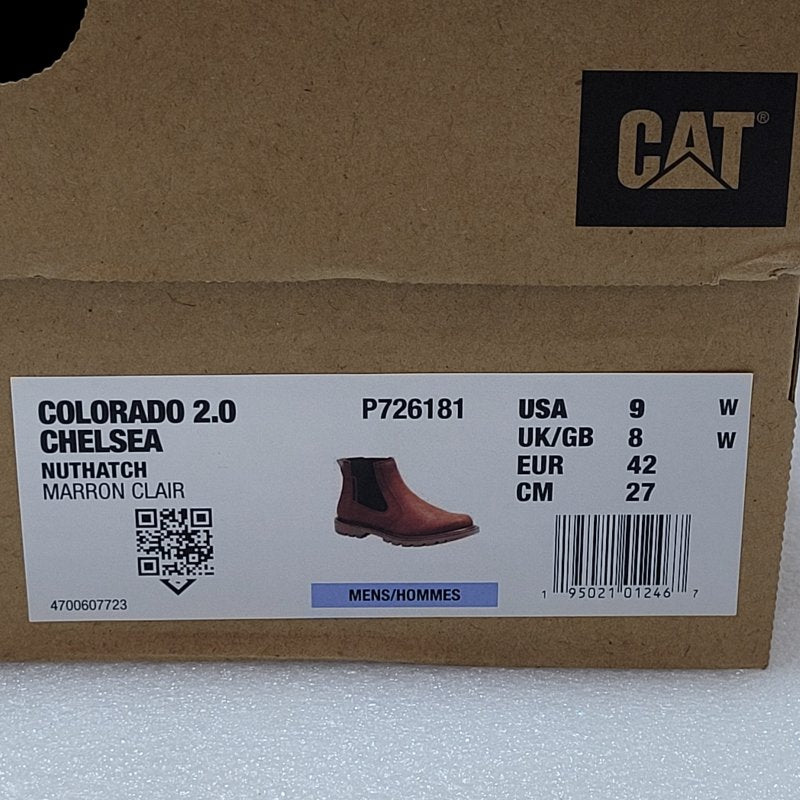 CAT®
COLORADO 2.0
CHELSEA
NUTHATCH
MARRON CLAIR
4700607723
P726181
MENS/HOMMES
USA 9 W
UK/GB 8 W
EUR 42
CM 27
1 95021 01246 7